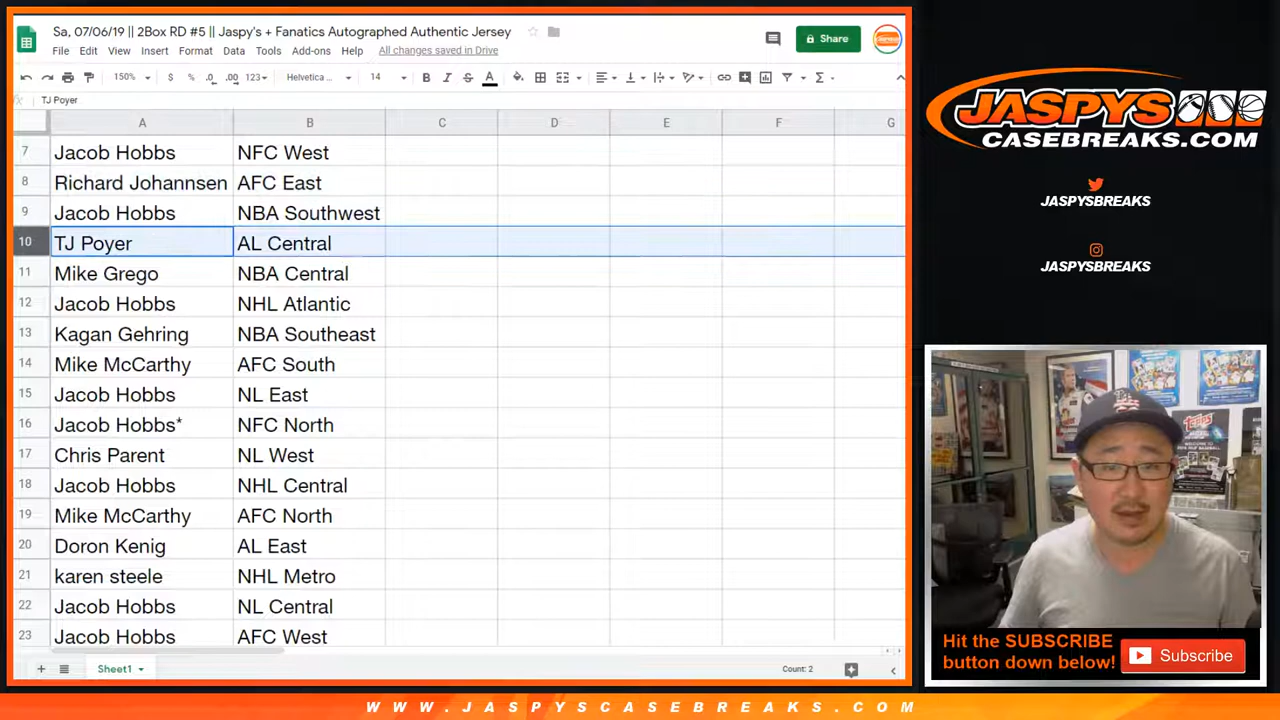 Sa, 07/06/19 || 2Box RD #5 || Jaspy's + Fanatics Autographed Authentic Jersey
File Edit View Insert Format Data Tools Add-ons Help All changes saved in Drive
Share
150% $ % .0 .00 123 Helvetica ... 14 B I S A
TJ Poyer
A B C D E F G
7 Jacob Hobbs NFC West
8 Richard Johannsen AFC East
9 Jacob Hobbs NBA Southwest
10 TJ Poyer AL Central
11 Mike Grego NBA Central
12 Jacob Hobbs NHL Atlantic
13 Kagan Gehring NBA Southeast
14 Mike McCarthy AFC South
15 Jacob Hobbs NL East
16 Jacob Hobbs* NFC North
17 Chris Parent NL West
18 Jacob Hobbs NHL Central
19 Mike McCarthy AFC North
20 Doron Kenig AL East
21 karen steele NHL Metro
22 Jacob Hobbs NL Central
23 Jacob Hobbs AFC West
Sheet1
Count: 2
JASPYS
CASEBREAKS.COM
JASPYSBREAKS
JASPYSBREAKS
Hit the SUBSCRIBE
button down below!
Subscribe
WWW.JASPYSCASEBREAKS.COM